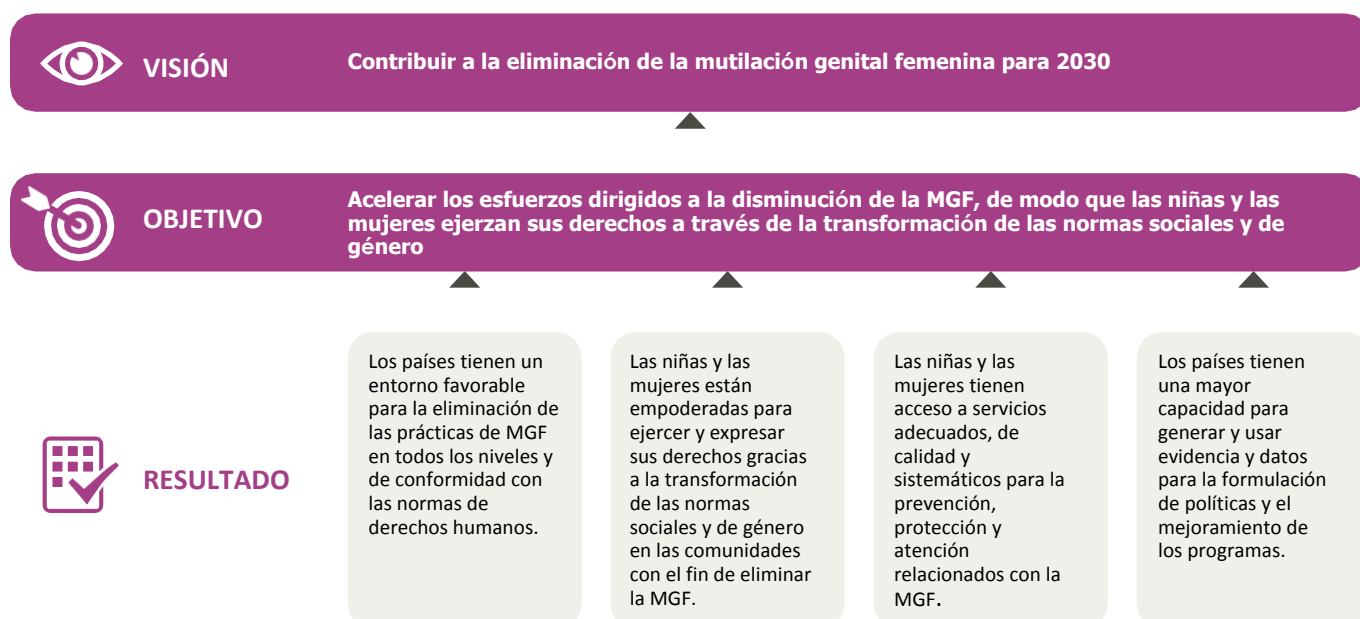 VISIÓN
Contribuir a la eliminación de la mutilación genital femenina para 2030
OBJETIVO
Acelerar los esfuerzos dirigidos a la disminución de la MGF, de modo que las niñas y las
mujeres ejerzan sus derechos a través de la transformación de las normas sociales y de
género
RESULTADO
Los países tienen un
entorno favorable
para la eliminación de
las prácticas de MGF
en todos los niveles y
de conformidad con
las normas de
derechos humanos.
Las niñas y las
mujeres están
empoderadas para
ejercer y expresar
sus derechos gracias
a la transformación
de las normas
sociales y de género
en las comunidades
con el fin de eliminar
la MGF.
Las niñas y las
mujeres tienen
acceso a servicios
adecuados, de
calidad y
sistemáticos para la
prevención,
protección y
atención
relacionados con la
MGF.
Los países tienen
una mayor
capacidad para
generar y usar
evidencia y datos
para la formulación
de políticas y el
mejoramiento de
los programas.